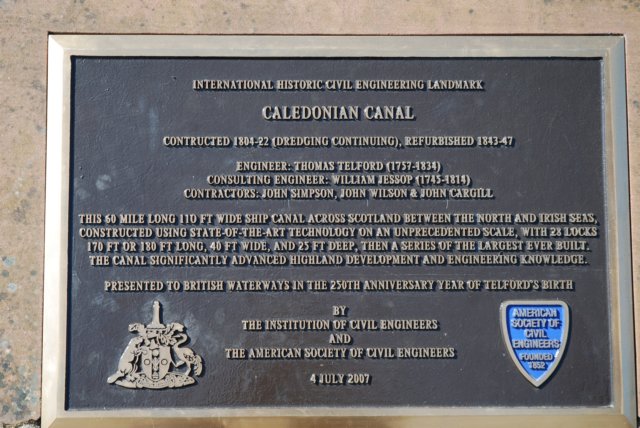 INTERNATIONAL HISTORIC CIVIL ENGINEERING LANDMARK
CALEDONIAN CANAL
CONTRUCTED 1804-22 (DREDGING CONTINUING), REFURBISHED 1843-47
ENGINEER: THOMAS TELFORD (1757-1834)
CONSULTING ENGINEER: WILLIAM JESSOP (1745-1814)
CONTRACTORS: JOHN SIMPSON, JOHN WILSON & JOHN CARGILL
THIS 60 MILE LONG 110 FT WIDE SHIP CANAL ACROSS SCOTLAND BETWEEN THE NORTH AND IRISH SEAS,
CONSTRUCTED USING STATE-OF-THE-ART TECHNOLOGY ON AN UNPRECEDENTED SCALE, WITH 28 LOCKS
170 FT OR 180 FT LONG, 40 FT WIDE, AND 25 FT DEEP, THEN A SERIES OF THE LARGEST EVER BUILT.
THE CANAL SIGNIFICANTLY ADVANCED HIGHLAND DEVELOPMENT AND ENGINEERING KNOWLEDGE.
PRESENTED TO BRITISH WATERWAYS IN THE 250TH ANNIVERSARY YEAR OF TELFORD'S BIRTH
BY
THE INSTITUTION OF CIVIL ENGINEERS
AND
THE AMERICAN SOCIETY OF CIVIL ENGINEERS
4 JULY 2007
AMERICAN
SOCIETY OF
CIVIL
ENGINEERS
FOUNDED
1852